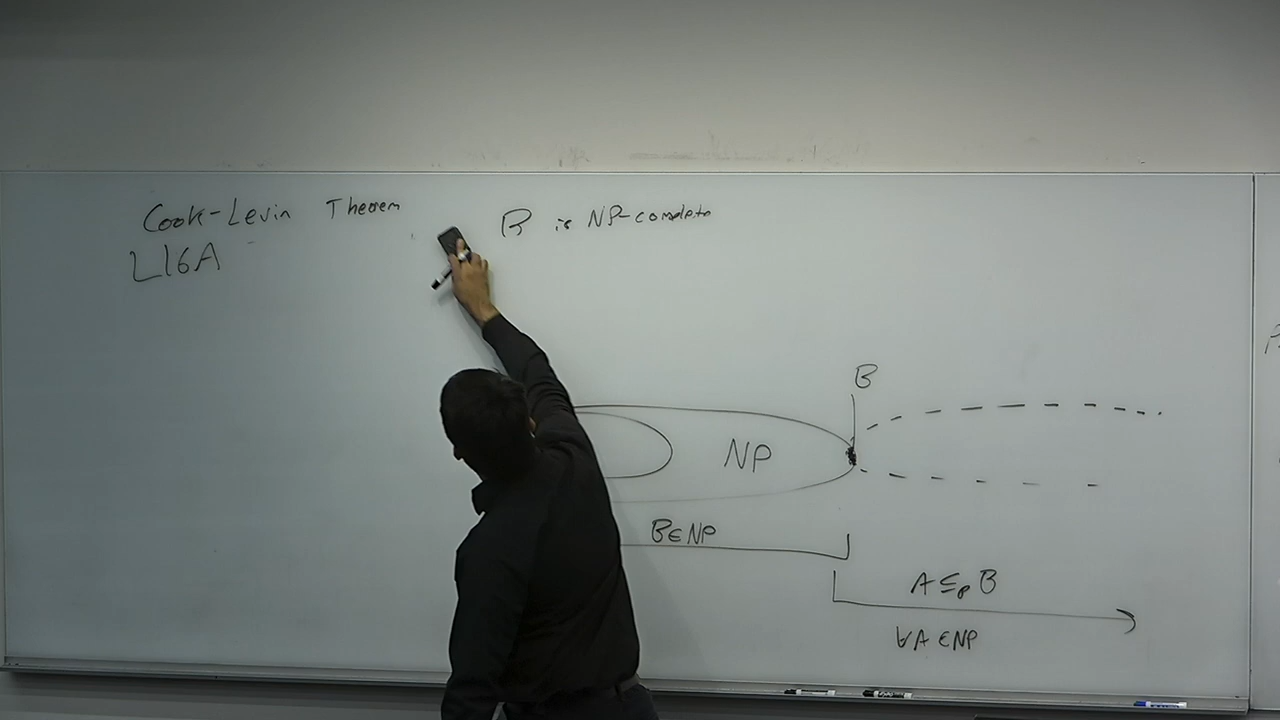 Cook-Levin Theorem
L16A
B is NP-complete
B
NP
B∈NP
A ≤p B
∀A ∈NP